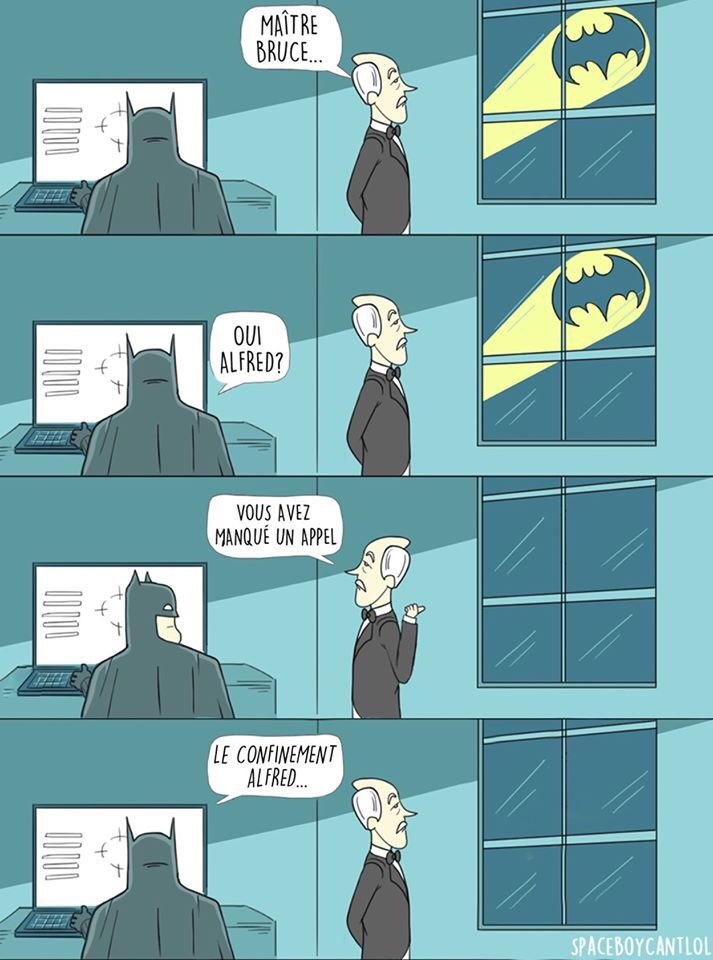 MAÎTRE
BRUCE...
OUI
ALFRED?
VOUS AVEZ
MANQUÉ UN APPEL
LE CONFINEMENT
ALFRED...
SPACEBOYCANTLOL